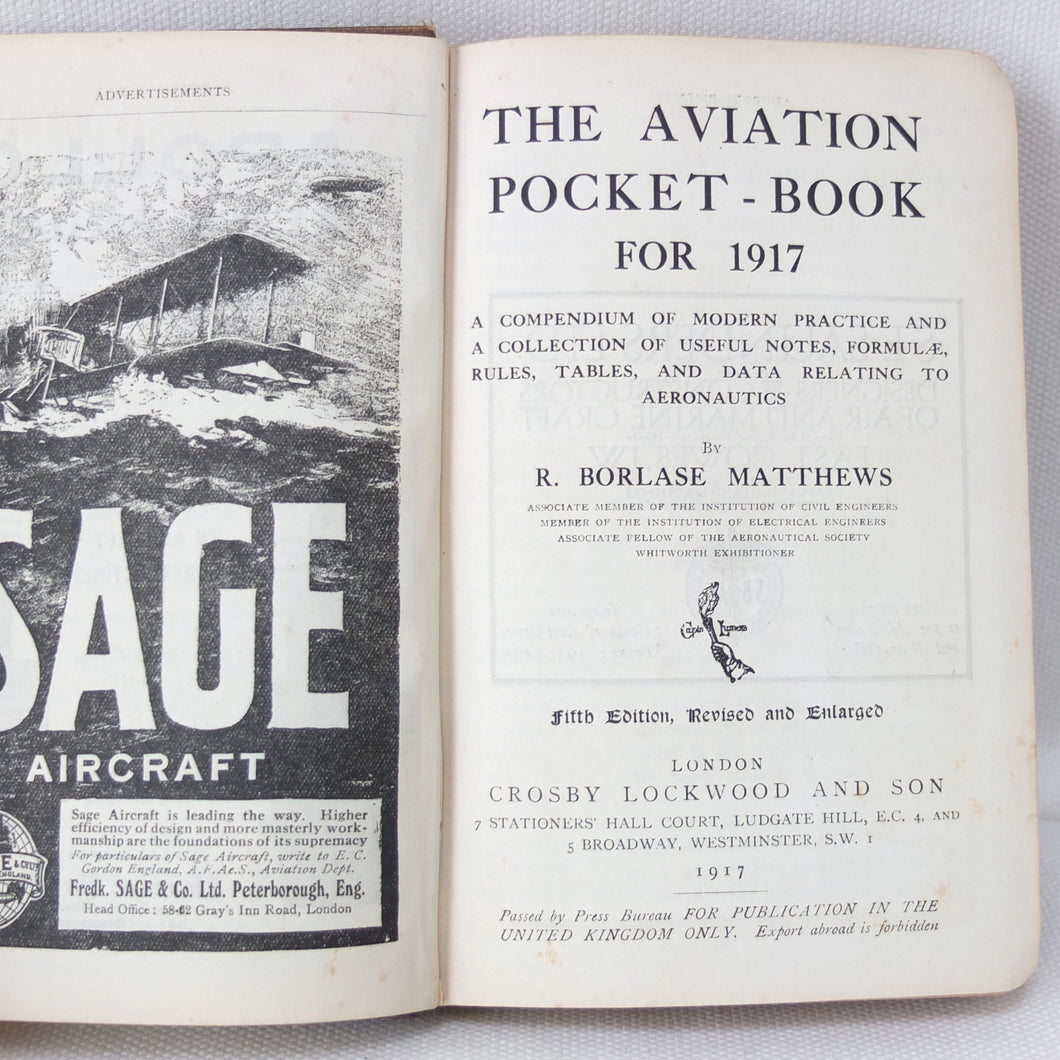 ADVERTISEMENTS
SAGE
AIRCRAFT
Sage Aircraft is leading the way. Higher
efficiency of design and more masterly work-
manship are the foundations of its supremacy
For particulars of Sage Aircraft, write to E. C.
Gordon England, A.F.Ae.S., Aviation Dept.
Fredk. SAGE & Co. Ltd. Peterborough, Eng.
Head Office : 58-62 Gray's Inn Road, London
THE AVIATION
POCKET-BOOK
FOR 1917
A COMPENDIUM OF MODERN PRACTICE AND
A COLLECTION OF USEFUL NOTES, FORMULÆ,
RULES, TABLES, AND DATA RELATING TO
AERONAUTICS
By
R. BORLASE MATTHEWS
ASSOCIATE MEMBER OF THE INSTITUTION OF CIVIL ENGINEERS
MEMBER OF THE INSTITUTION OF ELECTRICAL ENGINEERS
ASSOCIATE FELLOW OF THE AERONAUTICAL SOCIETY
WHITWORTH EXHIBITIONER
Capio Lumen
Fifth Edition, Revised and Enlarged
LONDON
CROSBY LOCKWOOD AND SON
7 STATIONERS' HALL COURT, LUDGATE HILL, E.C. 4, AND
5 BROADWAY, WESTMINSTER, S.W. 1
1917
Passed by Press Bureau FOR PUBLICATION IN THE
UNITED KINGDOM ONLY. Export abroad is forbidden